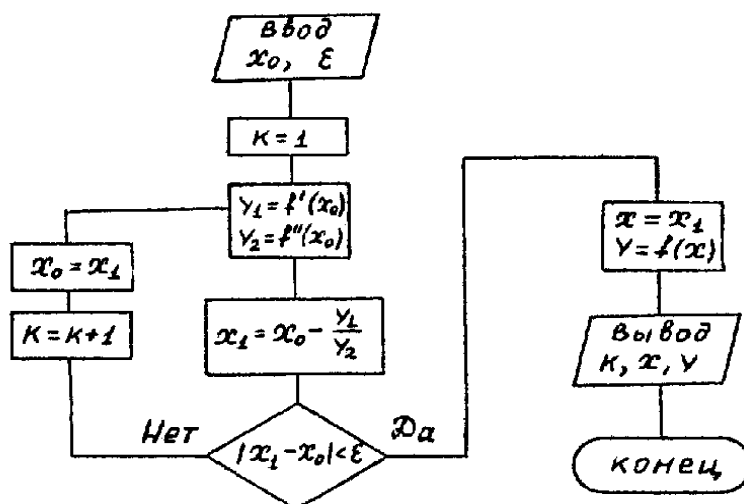 Ввод
x₀, ε
K=1
Y₁=f'(x₀)
Y₂=f''(x₀)
x₀=x₁
K=K+1
x₁=x₀-Y₁/Y₂
Нет
|x₁-x₀|<ε
Да
x=x₁
Y=f(x)
Вывод
K, X, Y
конец